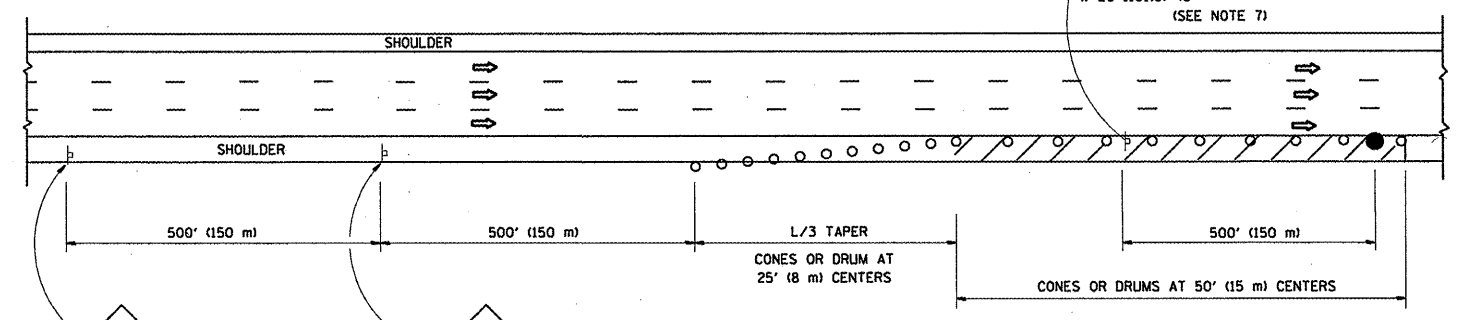 (SEE NOTE 7)
SHOULDER
SHOULDER
500' (150 m)
500' (150 m)
L/3 TAPER
500' (150 m)
CONES OR DRUM AT
25' (8 m) CENTERS
CONES OR DRUMS AT 50' (15 m) CENTERS